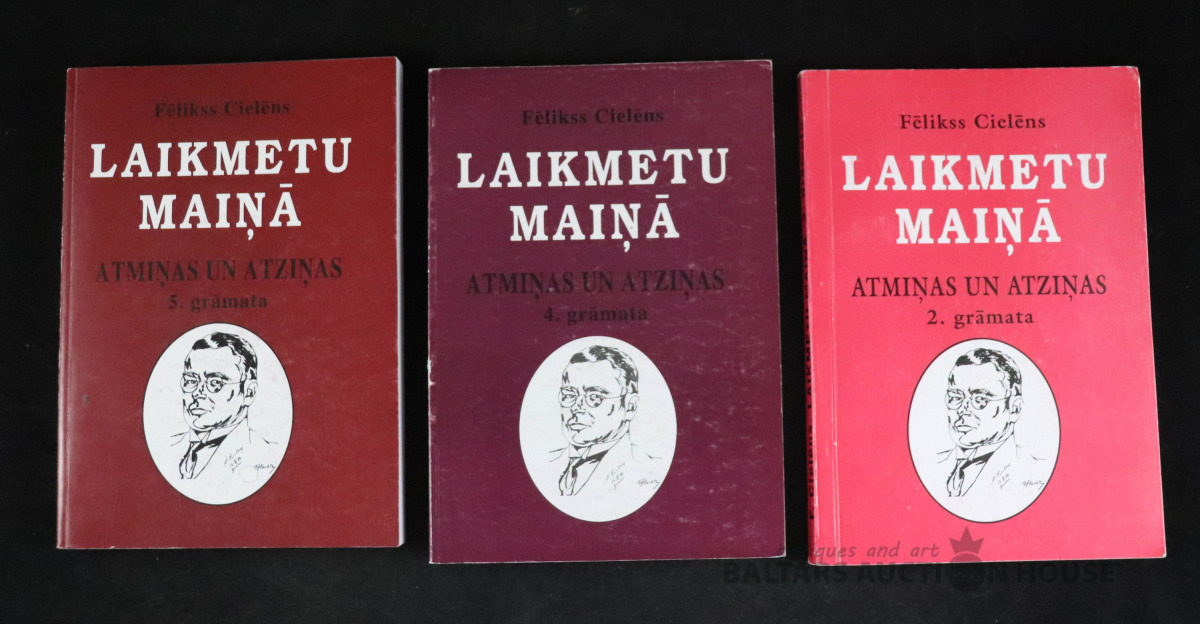 Fēlikss Cielēns
LAIKMETU
MAIŅĀ
ATMIŅAS UN ATZIŅAS
5. grāmata
Fēlikss Cielēns
LAIKMETU
MAIŅĀ
ATMIŅAS UN ATZIŅAS
4. grāmata
Fēlikss Cielēns
LAIKMETU
MAIŅĀ
ATMIŅAS UN ATZIŅAS
2. grāmata
and art
BALTARS AUCTION HOUSE